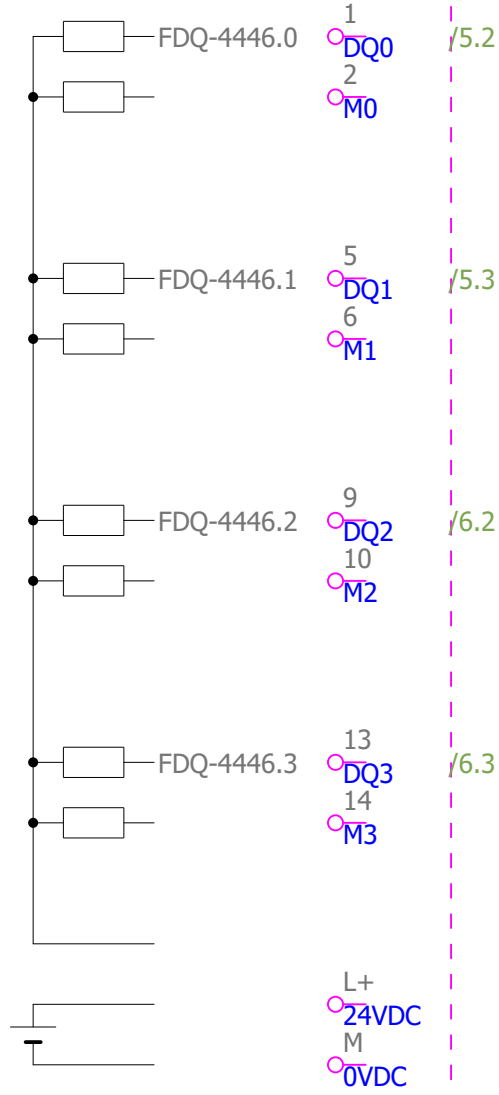 1
FDQ-4446.0 DQ0 /5.2
2
M0
5
FDQ-4446.1 DQ1 /5.3
6
M1
9
FDQ-4446.2 DQ2 /6.2
10
M2
13
FDQ-4446.3 DQ3 /6.3
14
M3
L+
24VDC
M
0VDC